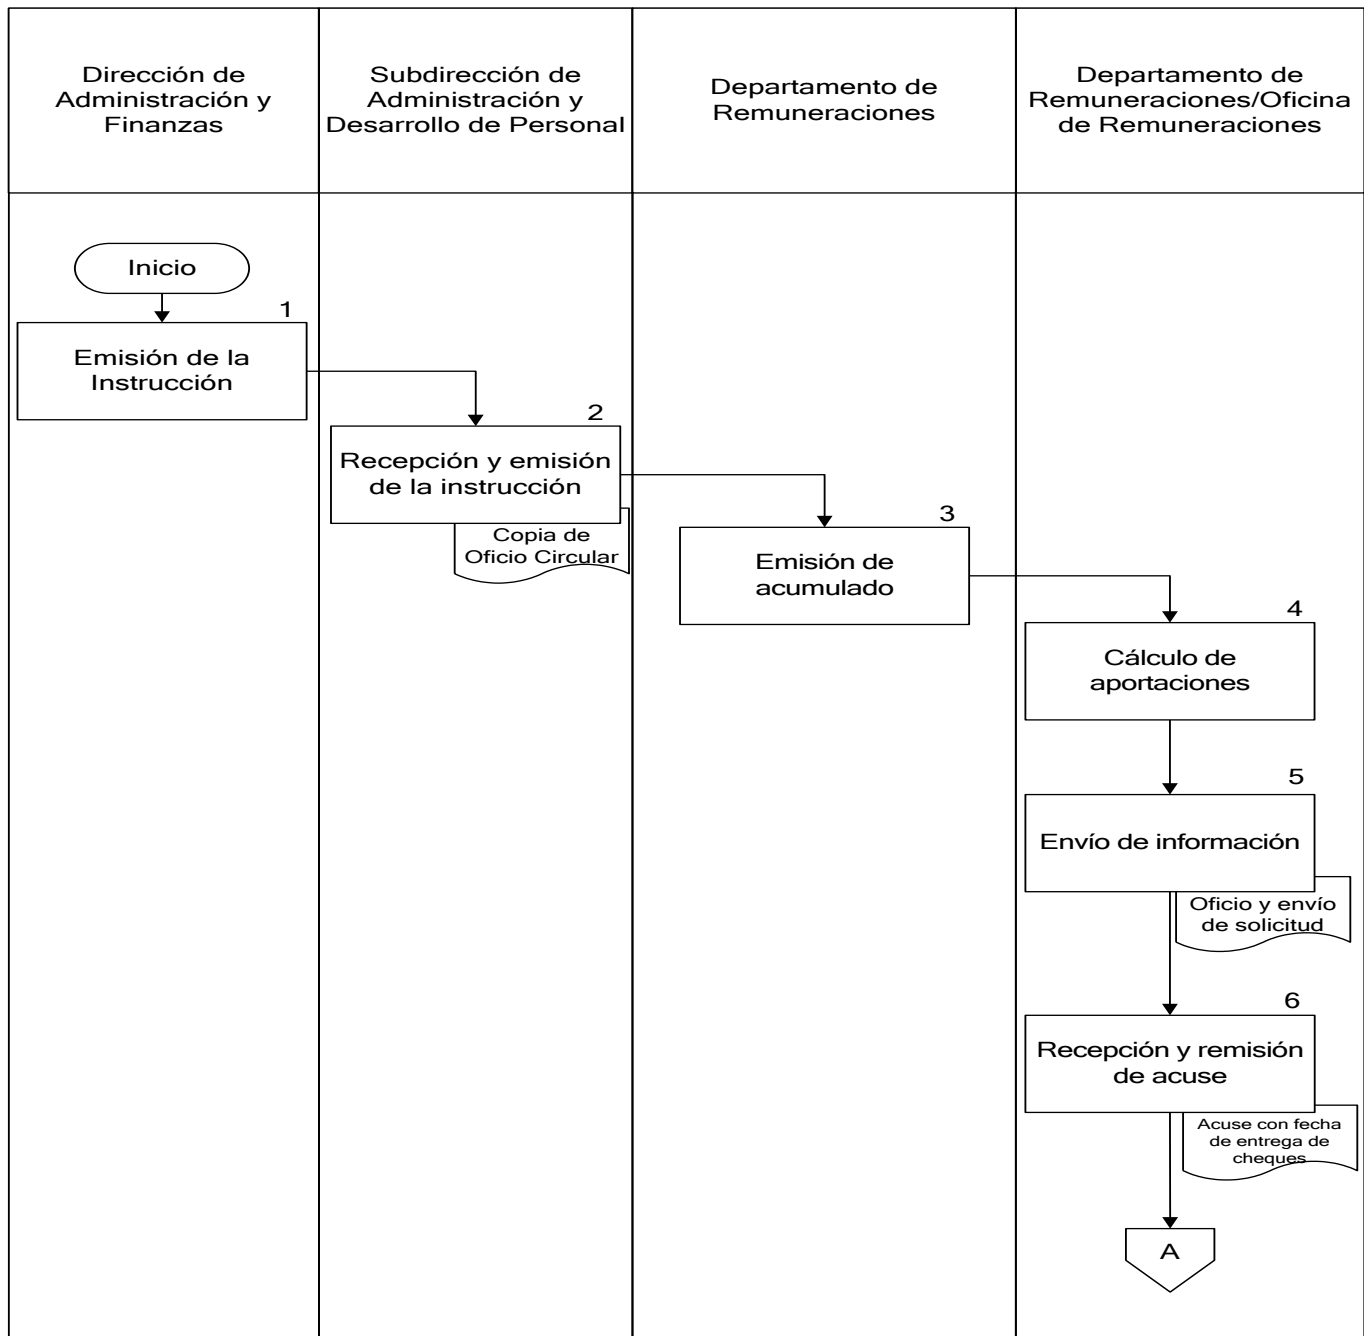 Dirección de
Administración y
Finanzas
Subdirección de
Administración y
Desarrollo de Personal
Departamento de
Remuneraciones
Departamento de
Remuneraciones/Oficina
de Remuneraciones
Inicio
1
Emisión de la
Instrucción
2
Recepción y emisión
de la instrucción
Copia de
Oficio Circular
3
Emisión de
acumulado
4
Cálculo de
aportaciones
5
Envío de información
Oficio y envío
de solicitud
6
Recepción y remisión
de acuse
Acuse con fecha
de entrega de
cheques
A